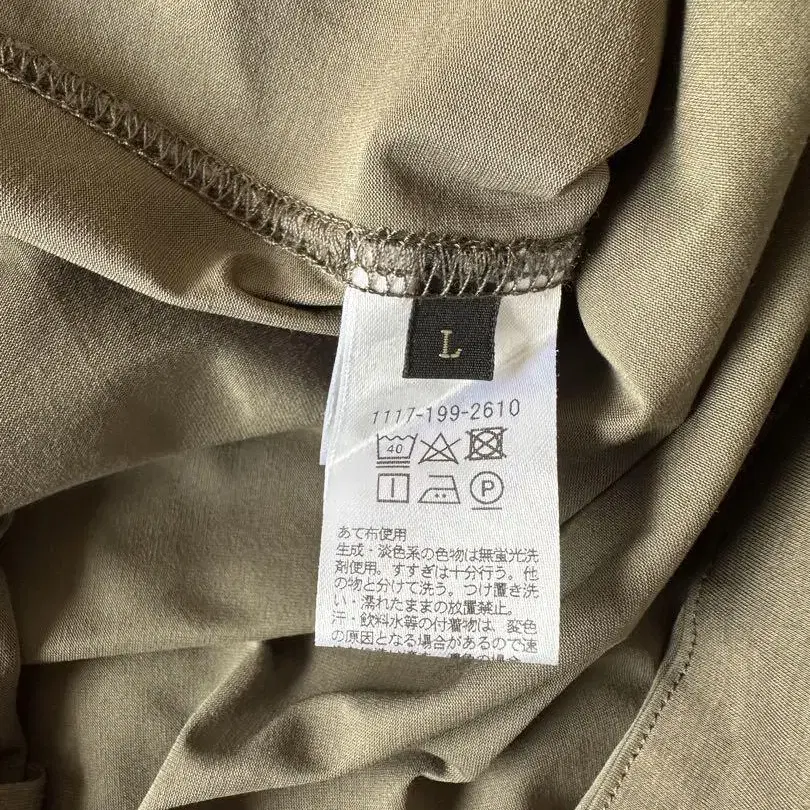 L
1117-199-2610
40
P
あて布使用
生成・淡色系の色物は無蛍光洗
剤使用。すすぎは十分行う。他
の物と分けて洗う。つけ置き洗
い・濡れたままの放置禁止。
汗・飲料水等の付着物は、変色
の原因となる場合があるので速